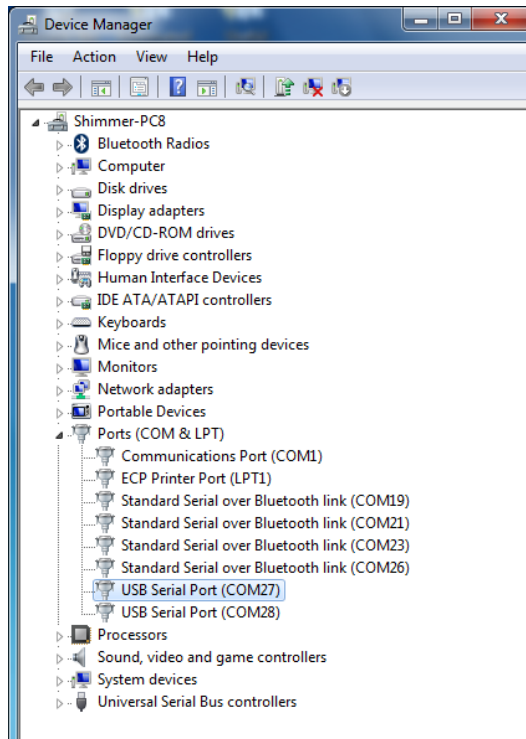 Device Manager
File Action View Help
Shimmer-PC8
Bluetooth Radios
Computer
Disk drives
Display adapters
DVD/CD-ROM drives
Floppy drive controllers
Human Interface Devices
IDE ATA/ATAPI controllers
Keyboards
Mice and other pointing devices
Monitors
Network adapters
Portable Devices
Ports (COM & LPT)
Communications Port (COM1)
ECP Printer Port (LPT1)
Standard Serial over Bluetooth link (COM19)
Standard Serial over Bluetooth link (COM21)
Standard Serial over Bluetooth link (COM23)
Standard Serial over Bluetooth link (COM26)
USB Serial Port (COM27)
USB Serial Port (COM28)
Processors
Sound, video and game controllers
System devices
Universal Serial Bus controllers